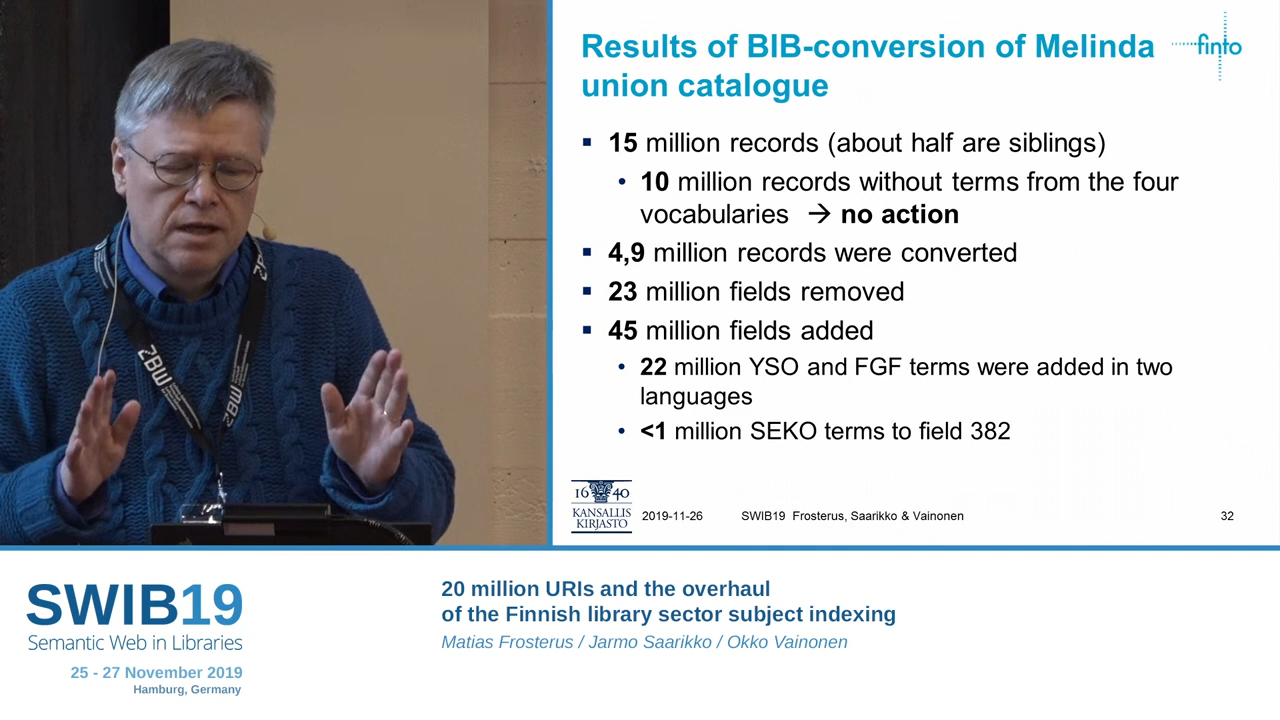 Results of BIB-conversion of Melinda
union catalogue
finto
▪ 15 million records (about half are siblings)
• 10 million records without terms from the four
vocabularies → no action
▪ 4,9 million records were converted
▪ 23 million fields removed
▪ 45 million fields added
• 22 million YSO and FGF terms were added in two
languages
• <1 million SEKO terms to field 382
16 40
KANSALLIS
KIRJASTO
2019-11-26 SWIB19 Frosterus, Saarikko & Vainonen 32
ZBW
ZBW
SWIB19
Semantic Web in Libraries
25 - 27 November 2019
Hamburg, Germany
20 million URIs and the overhaul
of the Finnish library sector subject indexing
Matias Frosterus / Jarmo Saarikko / Okko Vainonen